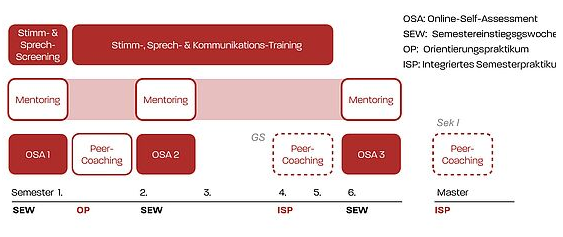 Stimm- &
Sprech-
Screening
Stimm-, Sprech- & Kommunikations-Training
OSA: Online-Self-Assessment
SEW: Semestereinstiegsgswoche
OP: Orientierungspraktikum
ISP: Integriertes Semesterpraktiku
Mentoring
Mentoring
Mentoring
Sek I
GS
OSA 1
Peer-
Coaching
OSA 2
Peer-
Coaching
OSA 3
Peer-
Coaching
Semester 1. 2. 3. 4. 5. 6. Master
SEW OP SEW ISP SEW ISP